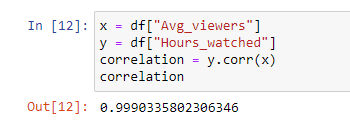 In [12]: x = df["Avg_viewers"]
y = df["Hours_watched"]
correlation = y.corr(x)
correlation
Out[12]: 0.9990335802306346